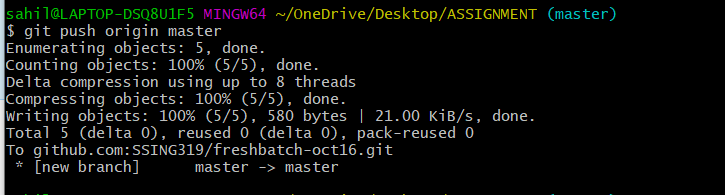 sahil@LAPTOP-DSQ8U1F5 MINGW64 ~/OneDrive/Desktop/ASSIGNMENT (master)
$ git push origin master
Enumerating objects: 5, done.
Counting objects: 100% (5/5), done.
Delta compression using up to 8 threads
Compressing objects: 100% (5/5), done.
Writing objects: 100% (5/5), 580 bytes | 21.00 KiB/s, done.
Total 5 (delta 0), reused 0 (delta 0), pack-reused 0
To github.com:SSING319/freshbatch-oct16.git
 * [new branch]      master -> master